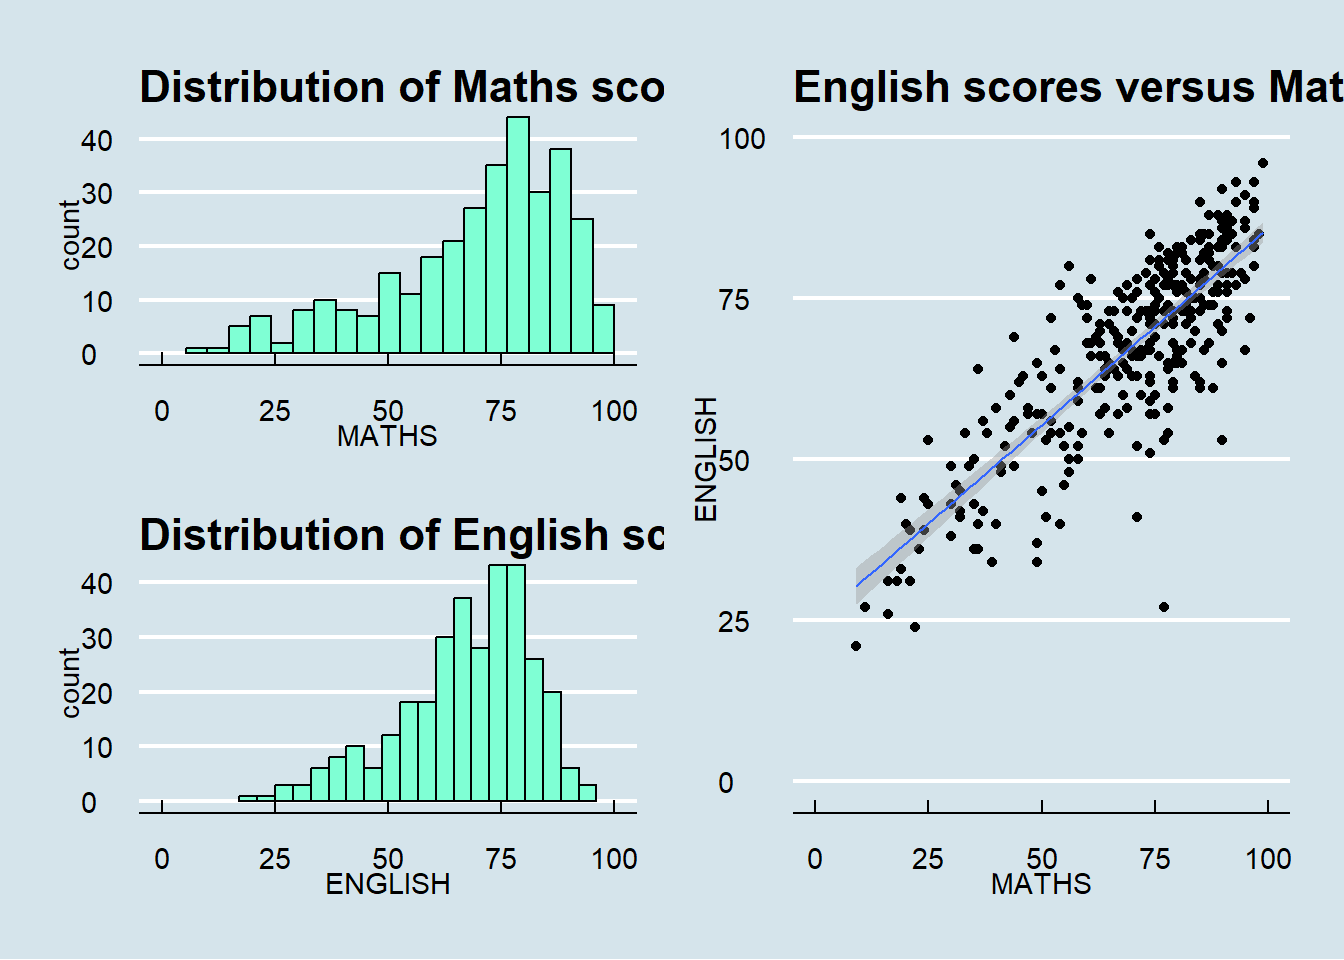 Distribution of Maths sco
40
30
20
10
0
count
0 25 50 75 100
MATHS
Distribution of English sc
40
30
20
10
0
count
0 25 50 75 100
ENGLISH
English scores versus Mat
100
75
50
25
0
ENGLISH
0 25 50 75 100
MATHS